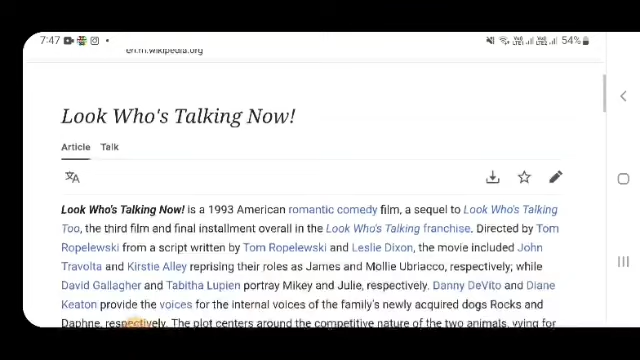 7:47
54%
en.m.wikipedia.org
Look Who's Talking Now!
Article Talk
Look Who's Talking Now! is a 1993 American romantic comedy film, a sequel to Look Who's Talking
Too, the third film and final installment overall in the Look Who's Talking franchise. Directed by Tom
Ropelewski from a script written by Tom Ropelewski and Leslie Dixon, the movie included John
Travolta and Kirstie Alley reprising their roles as James and Mollie Ubriacco, respectively; while
David Gallagher and Tabitha Lupien portray Mikey and Julie, respectively. Danny DeVito and Diane
Keaton provide the voices for the internal voices of the family's newly acquired dogs Rocks and
Daphne, respectively. The plot centers around the competitive nature of the two animals, vying for